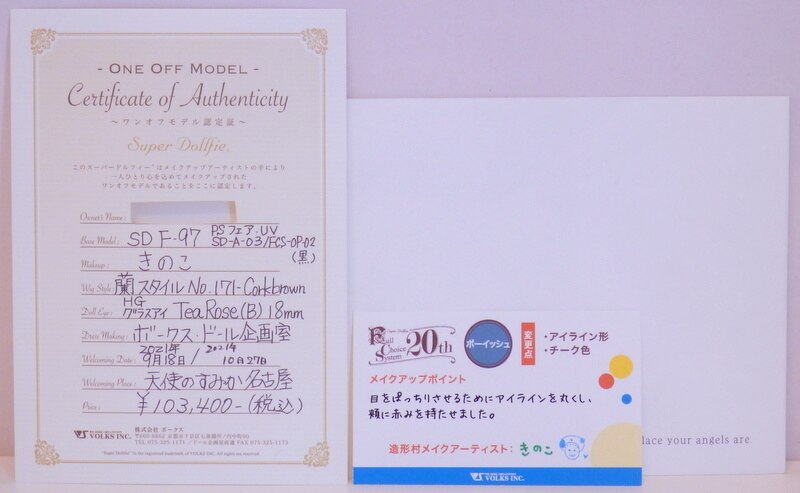 - ONE OFF MODEL -
Certificate of Authenticity
～ワンオフモデル認定証～
Super Dollfie®
このスーパードルフィー®はメイクアップアーティストの手により
一人ひとり心を込めてメイクアップされた
ワンオフモデルであることをここに認定します。
Owner's Name :
Base Model : SD F-97 PSフェア・UV
SD-A-03/FCS-OP-02
(黒)
Makeup : きのこ
Wig Style : 蘭スタイル No.171-Corkbrown
Doll Eye : HGグラスアイ Tea Rose (B) 18mm
Dress Making : ボークス・ドール企画室
Welcoming Date : 2021年9月18日 / 2021年10月27日
Welcoming Place : 天使のすみか名古屋
Price : ¥103,400-(税込)
株式会社 ボークス
VOLKS INC.
"Super Dollfie" is the registered trademark of VOLKS INC. All rights reserved.
Full Choice System 20th
ボーイッシュ
変更点
・アイライン形
・チーク色
メイクアップポイント
目をぱっちりさせるためにアイラインを丸くし、
頬に赤みを持たせました。
造形村メイクアーティスト： きのこ
VOLKS INC.
lace your angels are.